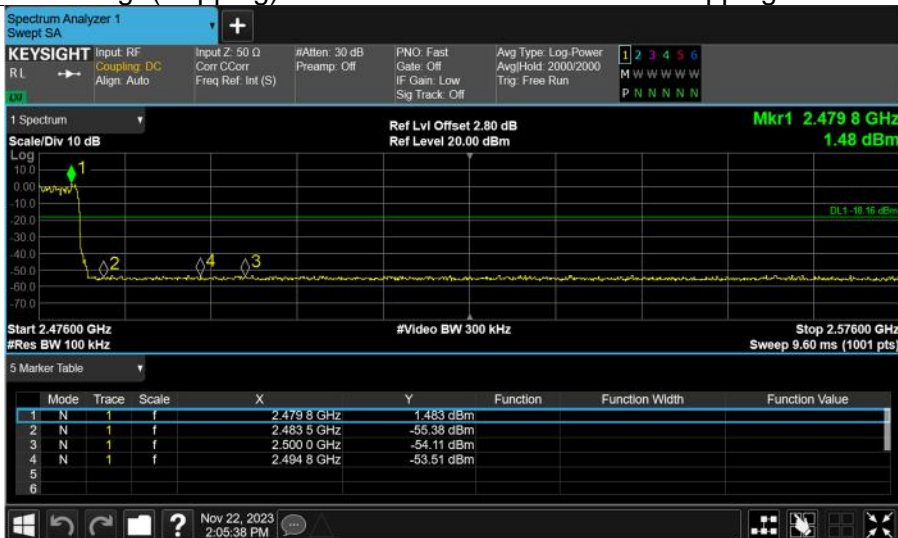 Spectrum Analyzer 1
Swept SA
+
KEYSIGHT Input: RF Input Z: 50 Ω #Atten: 30 dB PNO: Fast Avg Type: Log-Power 1 2 3 4 5 6
RL Coupling: DC Corr CCorr Preamp: Off Gate: Off Avg|Hold: 2000/2000 M W W W W W
Align: Auto Freq Ref: Int (S) IF Gain: Low Trig: Free Run
Sig Track: Off P N N N N N
1 Spectrum Ref Lvl Offset 2.80 dB Mkr1 2.479 8 GHz
Scale/Div 10 dB Ref Level 20.00 dBm 1.48 dBm
Log
10.0 1
0.00
-10.0 DL1 -18.16 dBm
-20.0
-30.0
-40.0
-50.0 2 4 3
-60.0
-70.0
Start 2.47600 GHz #Video BW 300 kHz Stop 2.57600 GHz
#Res BW 100 kHz Sweep 9.60 ms (1001 pts)
5 Marker Table
Mode Trace Scale X Y Function Function Width Function Value
1 N 1 f 2.479 8 GHz 1.483 dBm
2 N 1 f 2.483 5 GHz -55.38 dBm
3 N 1 f 2.500 0 GHz -54.11 dBm
4 N 1 f 2.494 8 GHz -53.51 dBm
5
6
? Nov 22, 2023
2:05:38 PM